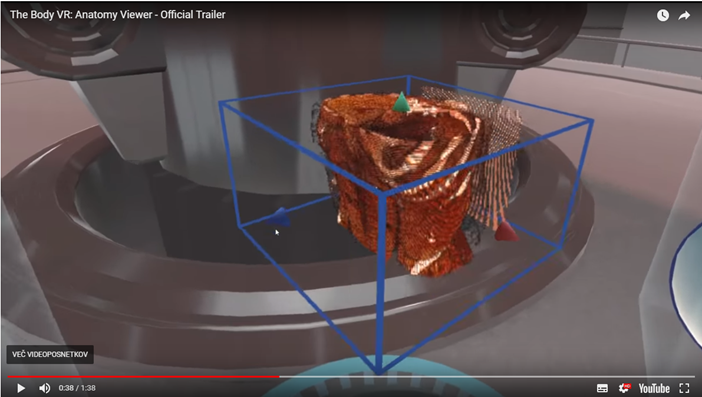 The Body VR: Anatomy Viewer - Official Trailer
VEČ VIDEOPOSNETKOV
0:38 / 1:38
YouTube